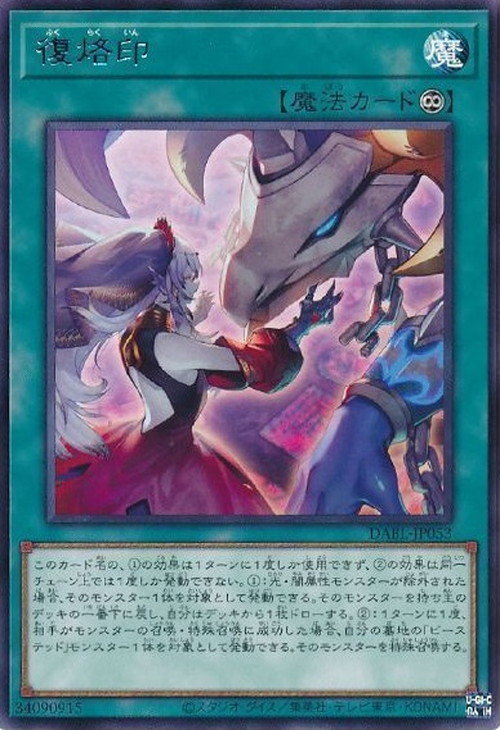 復烙印
ふくらくいん
魔
【魔法カード】
DABL-JP053
このカード名の、①の効果は1ターンに1度しか使用できず、②の効果は同一
チェーン上では1度しか発動できない。①:光・闇属性モンスターが除外された
場合、そのモンスター1体を対象として発動できる。そのモンスターを持ち主の
デッキの一番下に戻し、自分はデッキから1枚ドローする。②:1ターンに1度、
相手がモンスターの召喚・特殊召喚に成功した場合、自分の墓地の「ビース
テッド」モンスター1体を対象として発動できる。そのモンスターを特殊召喚する。
34090915
©スタジオ・ダイス/集英社・テレビ東京・KONAMI